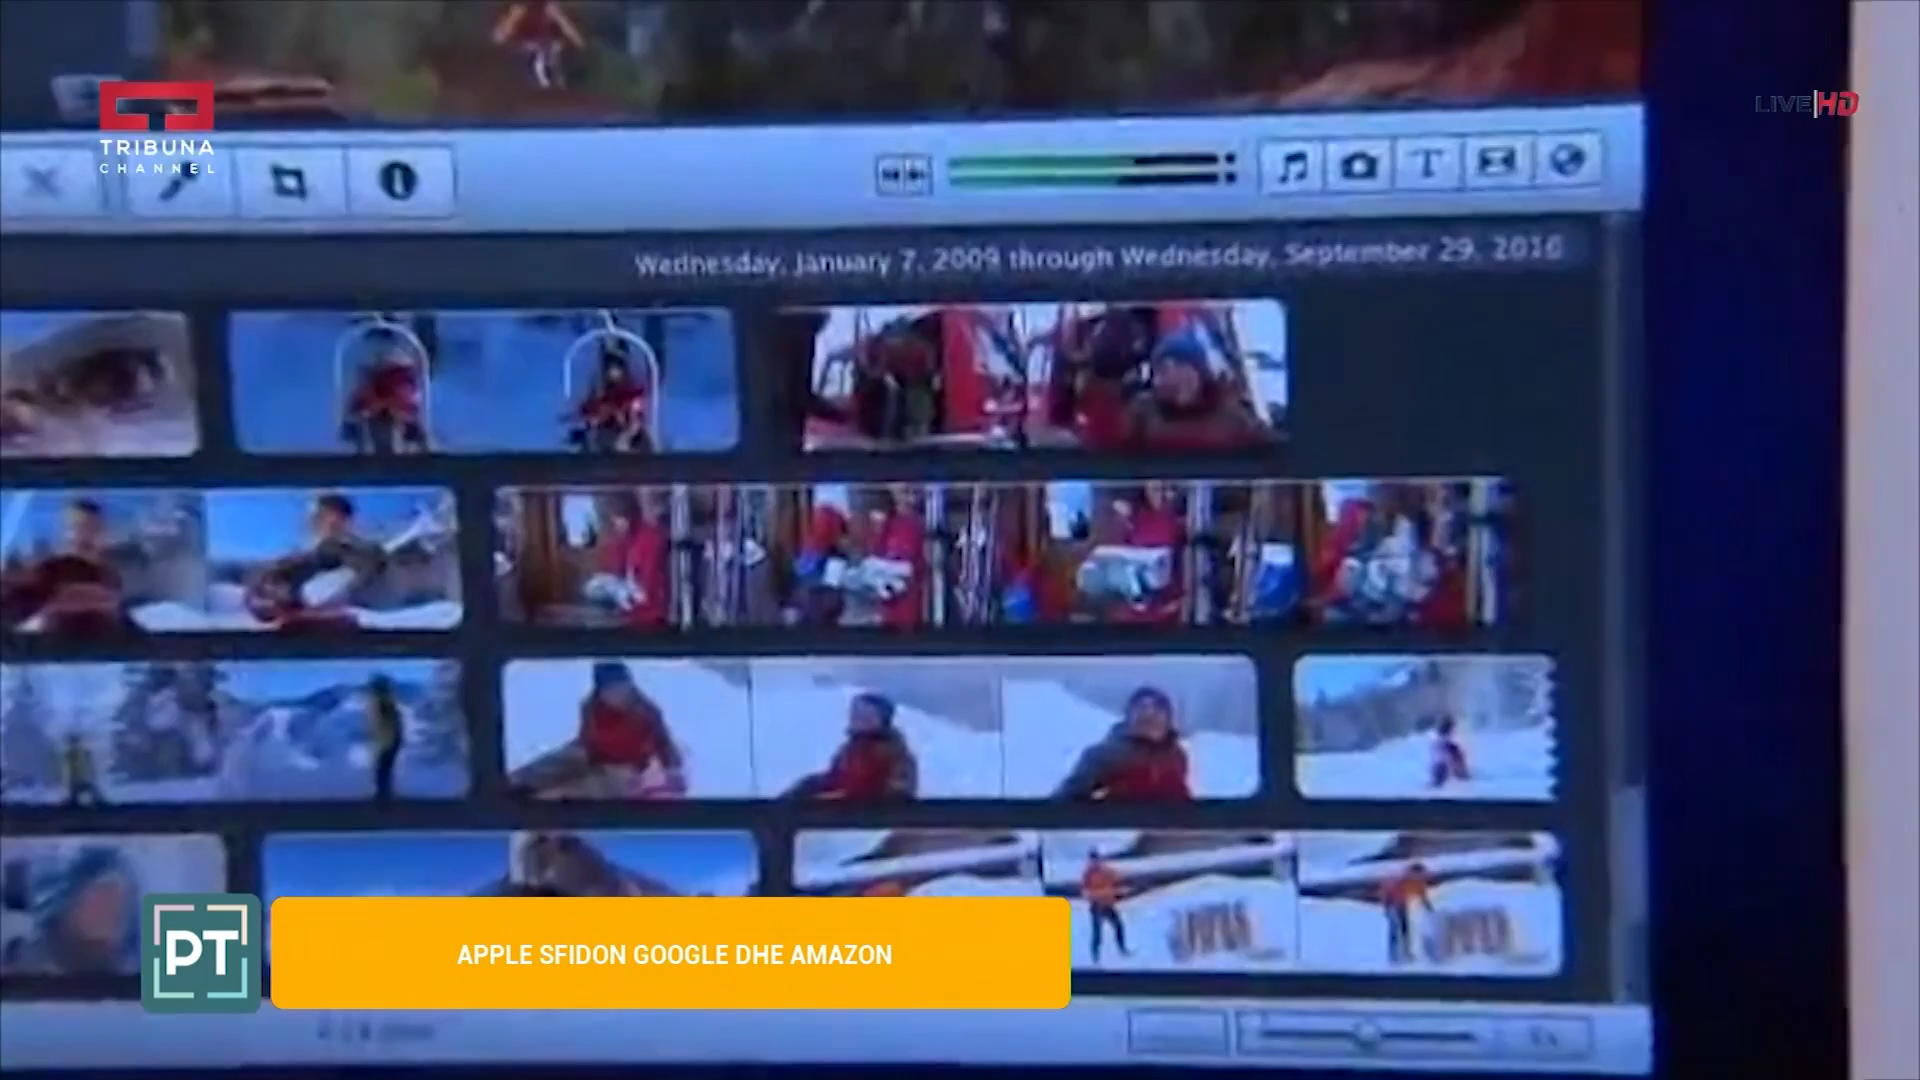 TRIBUNA
CHANNEL
LIVE|HD
T
Wednesday, January 7, 2009 through Wednesday, September 29, 2010
PT
APPLE SFIDON GOOGLE DHE AMAZON